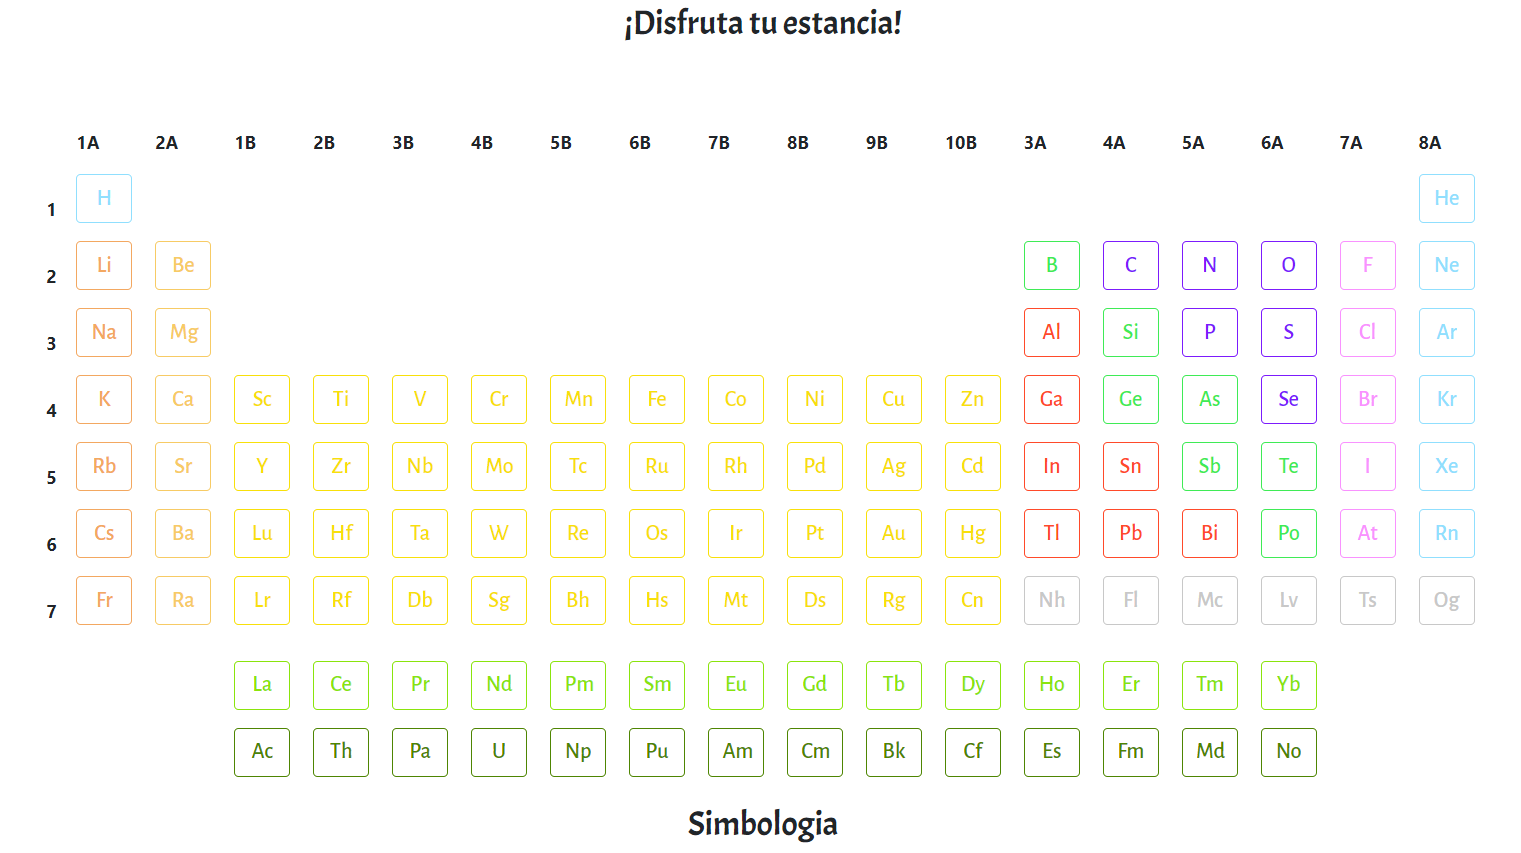 ¡Disfruta tu estancia!
1A 2A 1B 2B 3B 4B 5B 6B 7B 8B 9B 10B 3A 4A 5A 6A 7A 8A
1 H He
2 Li Be B C N O F Ne
3 Na Mg Al Si P S Cl Ar
4 K Ca Sc Ti V Cr Mn Fe Co Ni Cu Zn Ga Ge As Se Br Kr
5 Rb Sr Y Zr Nb Mo Tc Ru Rh Pd Ag Cd In Sn Sb Te I Xe
6 Cs Ba Lu Hf Ta W Re Os Ir Pt Au Hg Tl Pb Bi Po At Rn
7 Fr Ra Lr Rf Db Sg Bh Hs Mt Ds Rg Cn Nh Fl Mc Lv Ts Og
La Ce Pr Nd Pm Sm Eu Gd Tb Dy Ho Er Tm Yb
Ac Th Pa U Np Pu Am Cm Bk Cf Es Fm Md No
Simbologia